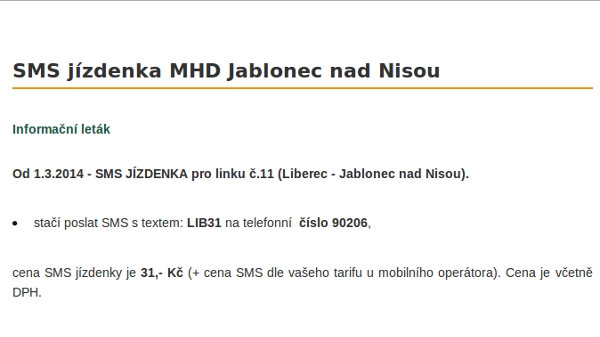 SMS jízdenka MHD Jablonec nad Nisou
Informační leták
Od 1.3.2014 - SMS JÍZDENKA pro linku č.11 (Liberec - Jablonec nad Nisou).
• stačí poslat SMS s textem: LIB31 na telefonní číslo 90206,
cena SMS jízdenky je 31,- Kč (+ cena SMS dle vašeho tarifu u mobilního operátora). Cena je včetně
DPH.